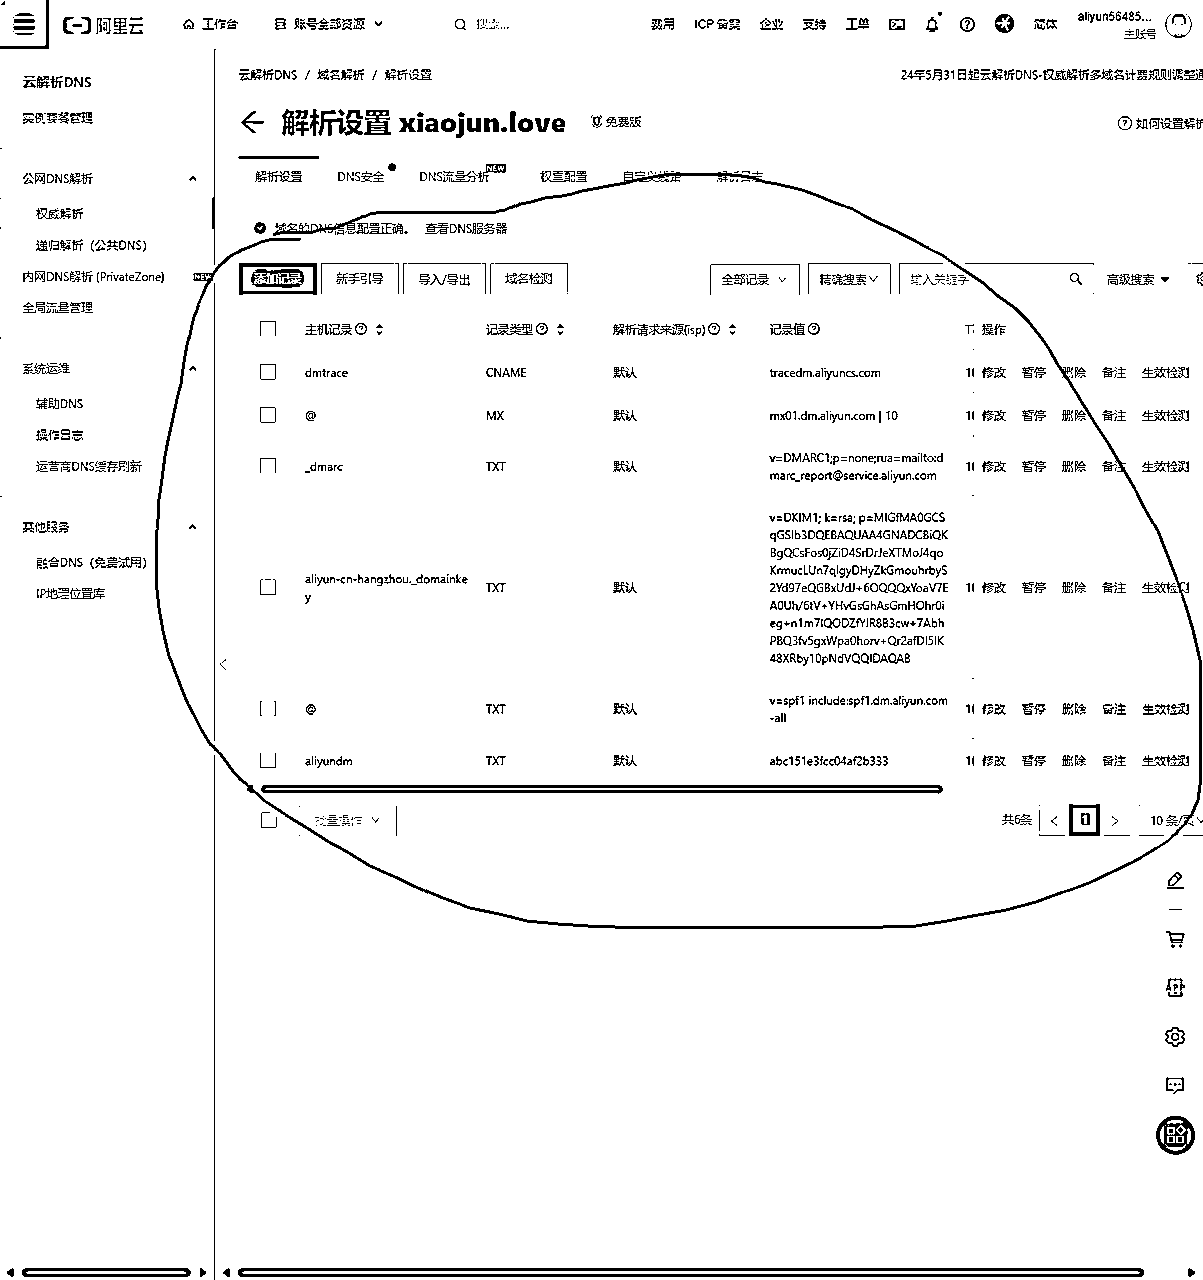 阿里云
工作台
账号全部资源
搜索...
费用
ICP 备案
企业
支持
工单
简体
aliyun56485...
主账号
云解析DNS
实例套餐管理
公网DNS解析
权威解析
递归解析（公共DNS）
内网DNS解析 (PrivateZone)
NEW
全局流量管理
系统运维
辅助DNS
操作日志
运营商DNS缓存刷新
其他服务
融合DNS（免费试用）
IP地理位置库
云解析DNS / 域名解析 / 解析设置
24年5月31日起云解析DNS-权威解析多域名计费规则调整通
解析设置 xiaojun.love
免费版
如何设置解析
解析设置
DNS安全
DNS流量分析
NEW
权重配置
自定义线路
解析日志
域名的DNS信息配置正确。 查看DNS服务器
添加记录
新手引导
导入/导出
域名检测
全部记录
精确搜索
输入关键字
高级搜索
主机记录 记录类型 解析请求来源(isp) 记录值 操作
dmtrace CNAME 默认 tracedm.aliyuncs.com 修改 暂停 删除 备注 生效检测
@ MX 默认 mx01.dm.aliyun.com | 10 修改 暂停 删除 备注 生效检测
_dmarc TXT 默认 v=DMARC1;p=none;rua=mailto:d
marc_report@service.aliyun.com 修改 暂停 删除 备注 生效检测
aliyun-cn-hangzhou._domainke
y TXT 默认 v=DKIM1; k=rsa; p=MIGfMA0GCS
qGSIb3DQEBAQUAA4GNADCBiQK
修改 暂停 删除 备注 生效检测
@ TXT 默认 v=spf1 include:spf1.dm.aliyun.com
-all 修改 暂停 删除 备注 生效检测
aliyundm TXT 默认 abc151e3fcc04af2b333 修改 暂停 删除 备注 生效检测
批量操作
共6条
1
10 条/页